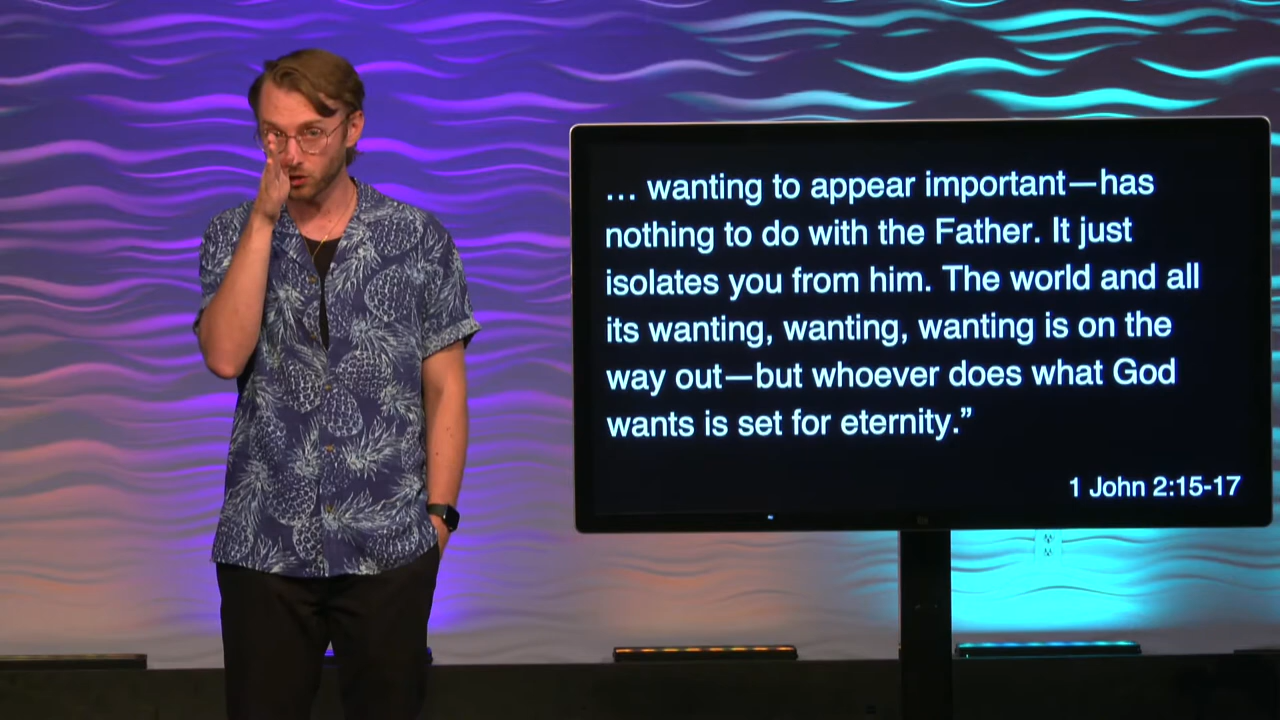 … wanting to appear important—has
nothing to do with the Father. It just
isolates you from him. The world and all
its wanting, wanting, wanting is on the
way out—but whoever does what God
wants is set for eternity.”
1 John 2:15-17